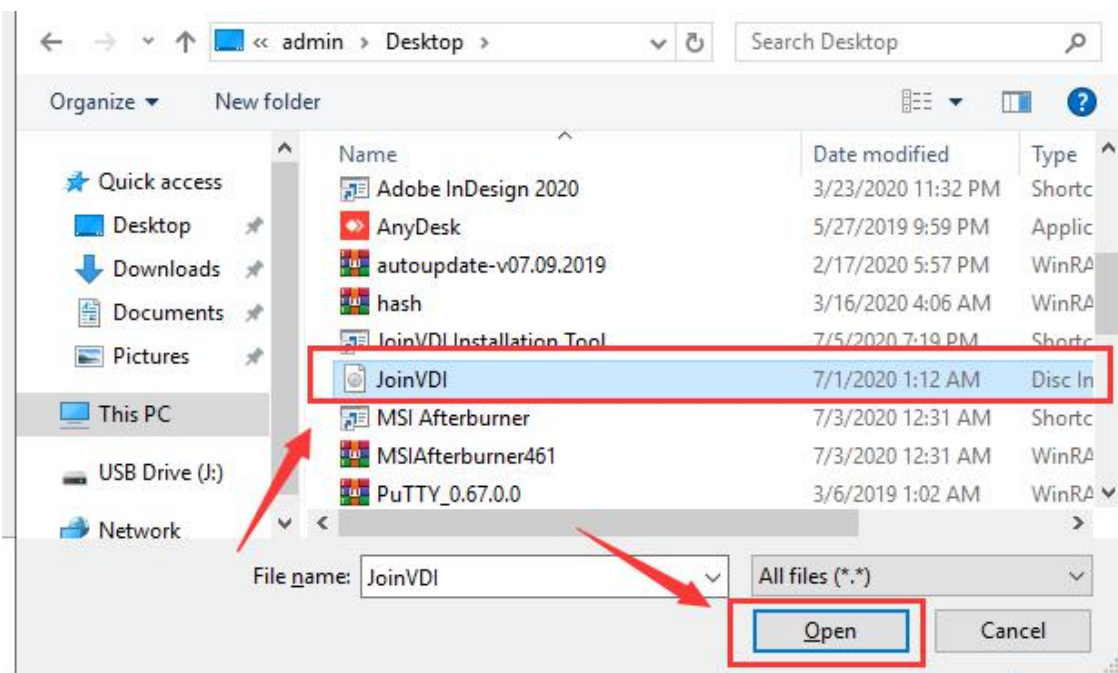 « admin › Desktop › Search Desktop
Organize New folder
Name Date modified Type
Quick access
Desktop
Downloads
Documents
Pictures
This PC
USB Drive (J:)
Network
Adobe InDesign 2020 3/23/2020 11:32 PM Shortc
AnyDesk 5/27/2019 9:59 PM Applic
autoupdate-v07.09.2019 2/17/2020 5:57 PM WinRA
hash 3/16/2020 4:06 AM WinRA
JoinVDI Installation Tool 7/5/2020 7:19 PM Shortc
JoinVDI 7/1/2020 1:12 AM Disc In
MSI Afterburner 7/3/2020 12:31 AM Shortc
MSIAfterburner461 7/3/2020 12:31 AM WinRA
PuTTY_0.67.0.0 3/6/2019 1:02 AM WinRA
File name: JoinVDI All files (*.*)
Open Cancel